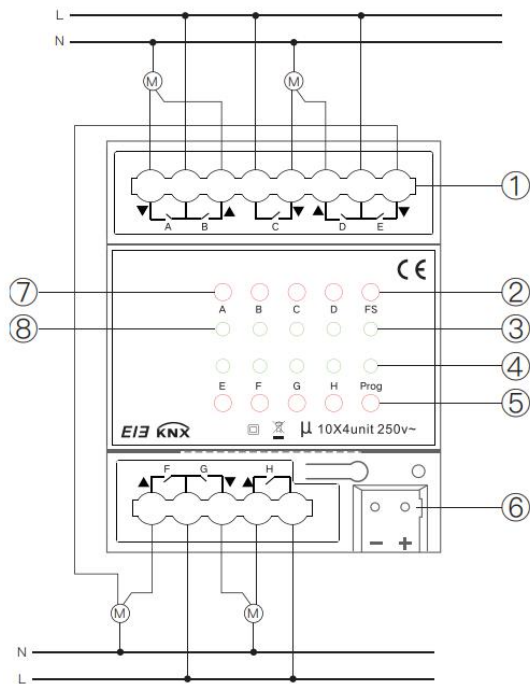 L
N
M M
①
A B C D E
CE
⑦ ②
A B C D FS
⑧ ③
④
E F G H Prog
⑤
EIB KNX µ 10X4unit 250v~
F G H
⑥
− +
M M
N
L